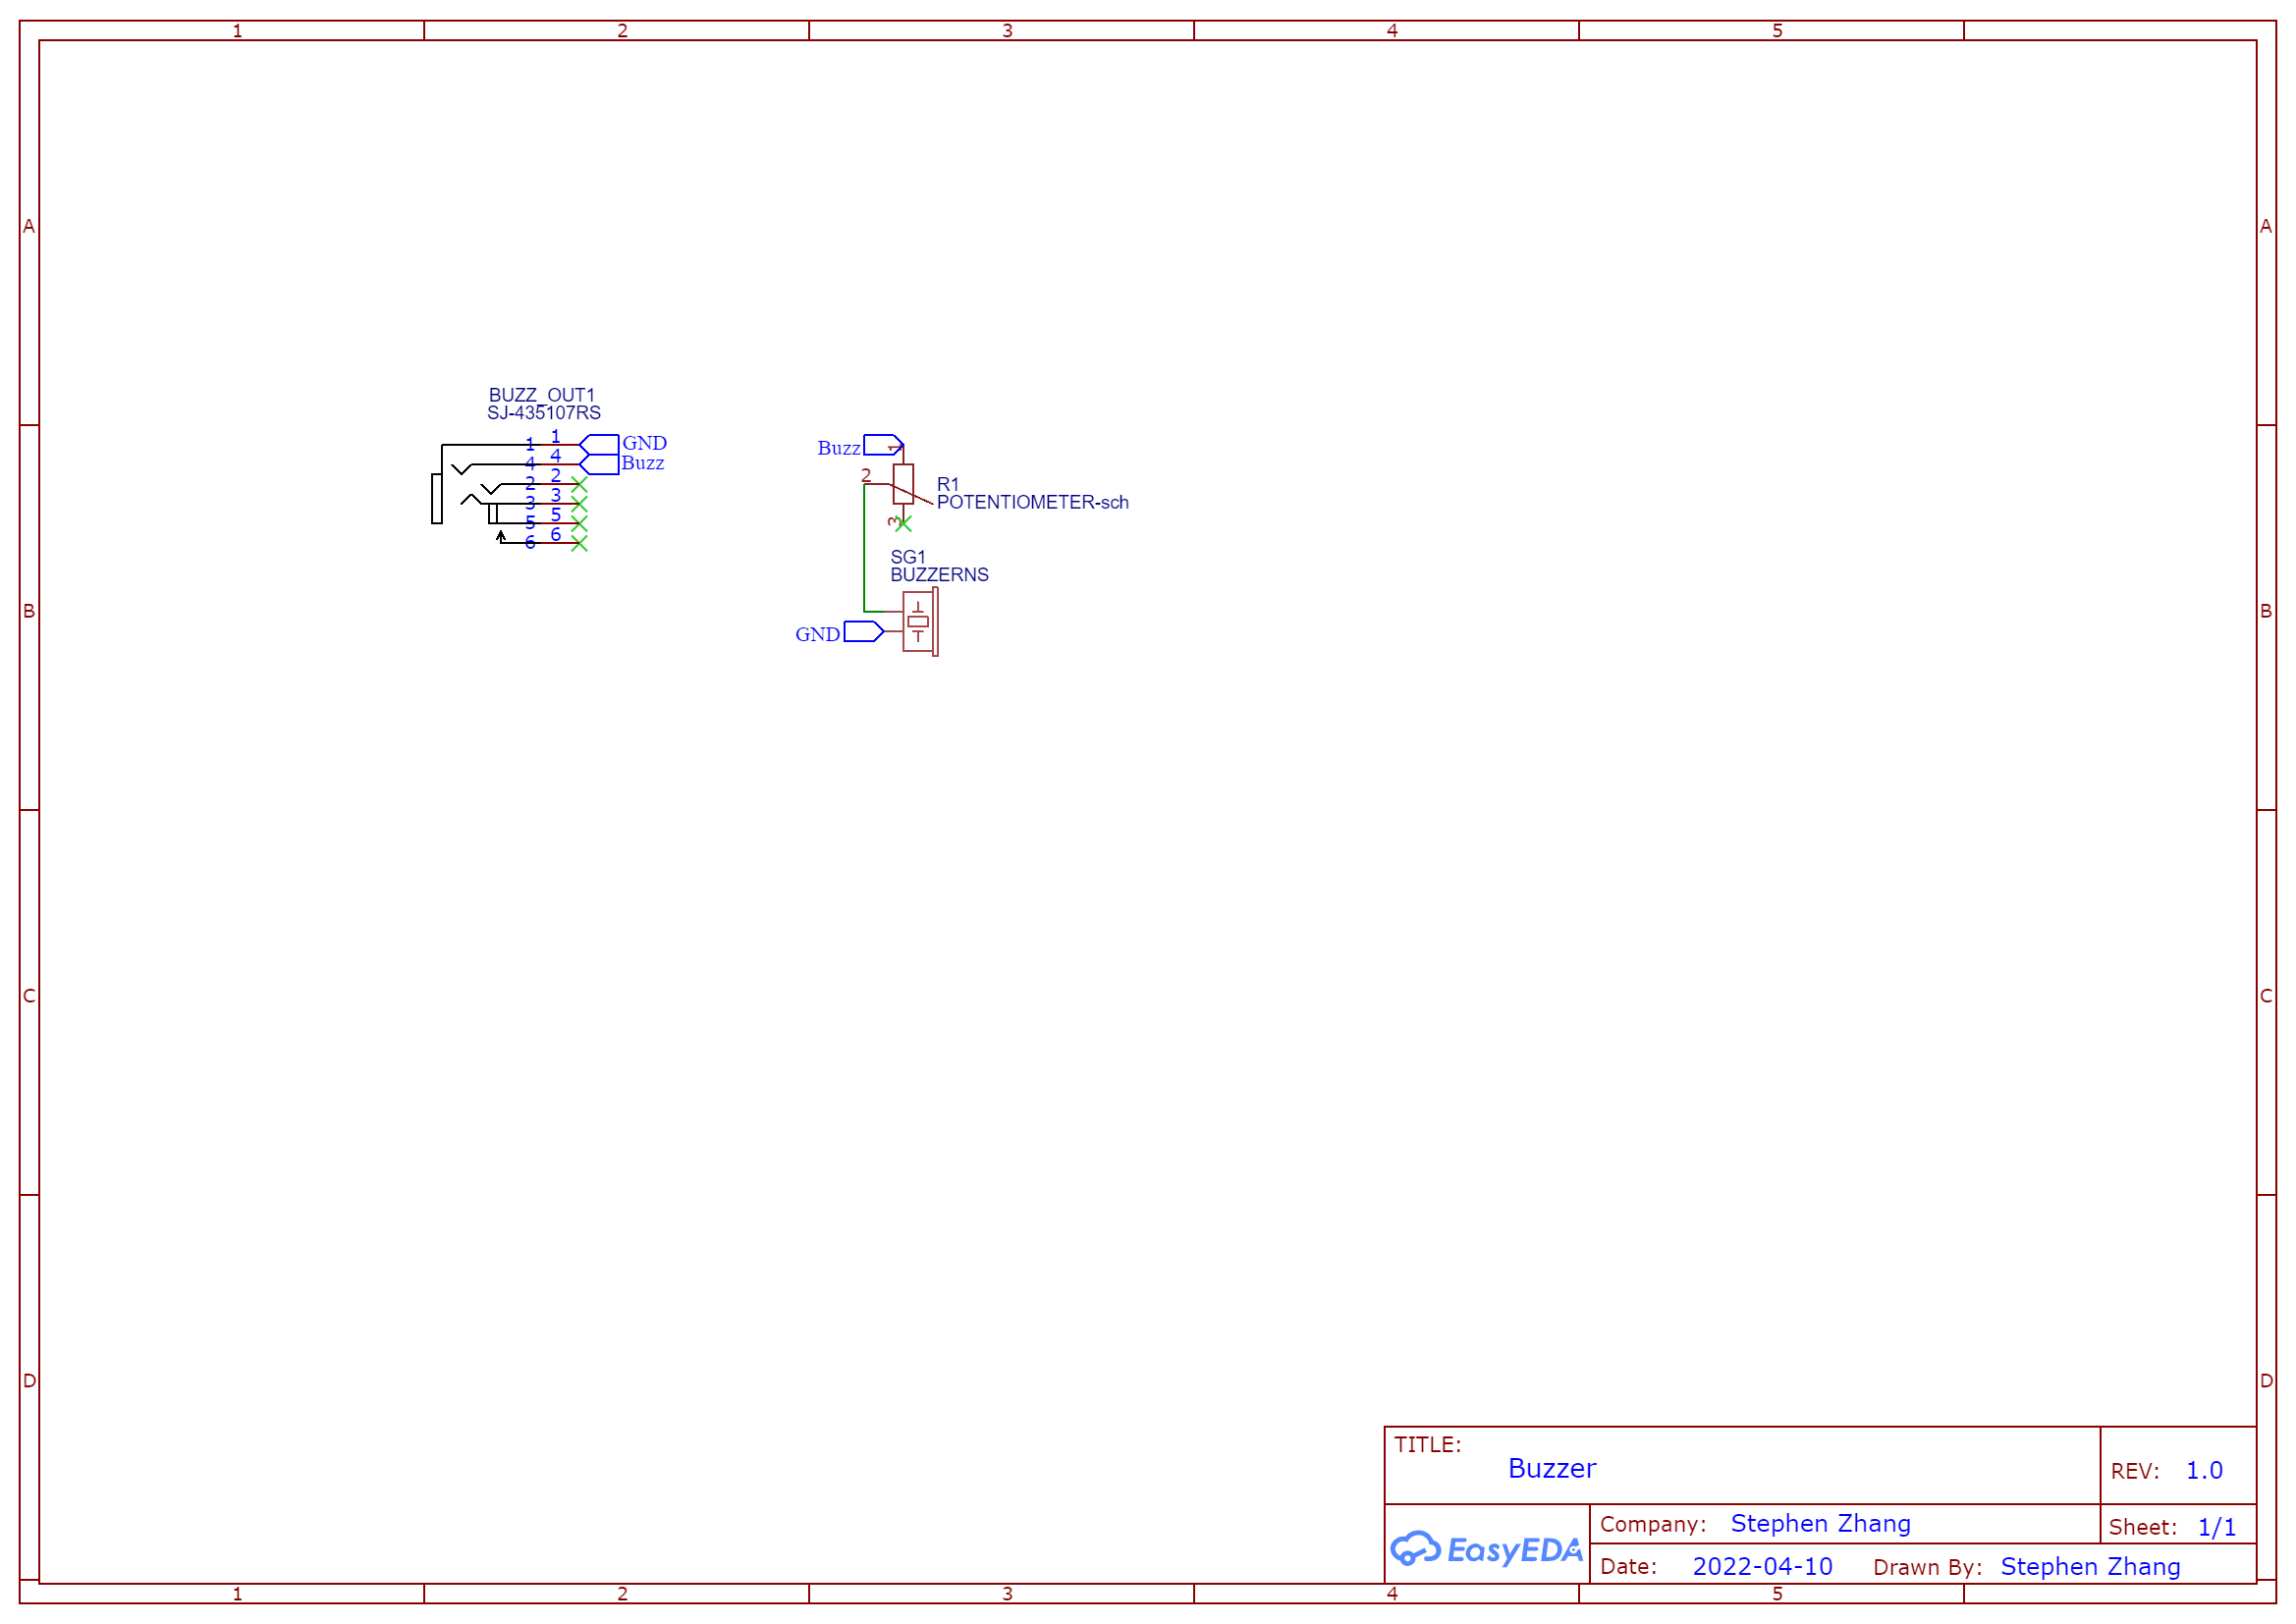 1 2 3 4 5
A A
BUZZ_OUT1
SJ-435107RS
1 1 GND
4 4 Buzz
2 2
3 3
5 5
6 6
Buzz 1
2
R1
POTENTIOMETER-sch
3
SG1
BUZZERNS
GND
B B
C C
D D
TITLE:
Buzzer
REV: 1.0
EasyEDA
Company: Stephen Zhang
Sheet: 1/1
Date: 2022-04-10 Drawn By: Stephen Zhang
1 2 3 4 5